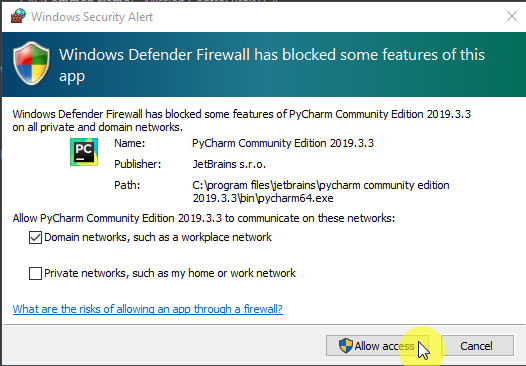 Windows Security Alert
Windows Defender Firewall has blocked some features of this
app
Windows Defender Firewall has blocked some features of PyCharm Community Edition 2019.3.3
on all private and domain networks.
PC
Name: PyCharm Community Edition 2019.3.3
Publisher: JetBrains s.r.o.
Path: C:\program files\jetbrains\pycharm community edition
2019.3.3\bin\pycharm64.exe
Allow PyCharm Community Edition 2019.3.3 to communicate on these networks:
Domain networks, such as a workplace network
Private networks, such as my home or work network
What are the risks of allowing an app through a firewall?
Allow access Cancel